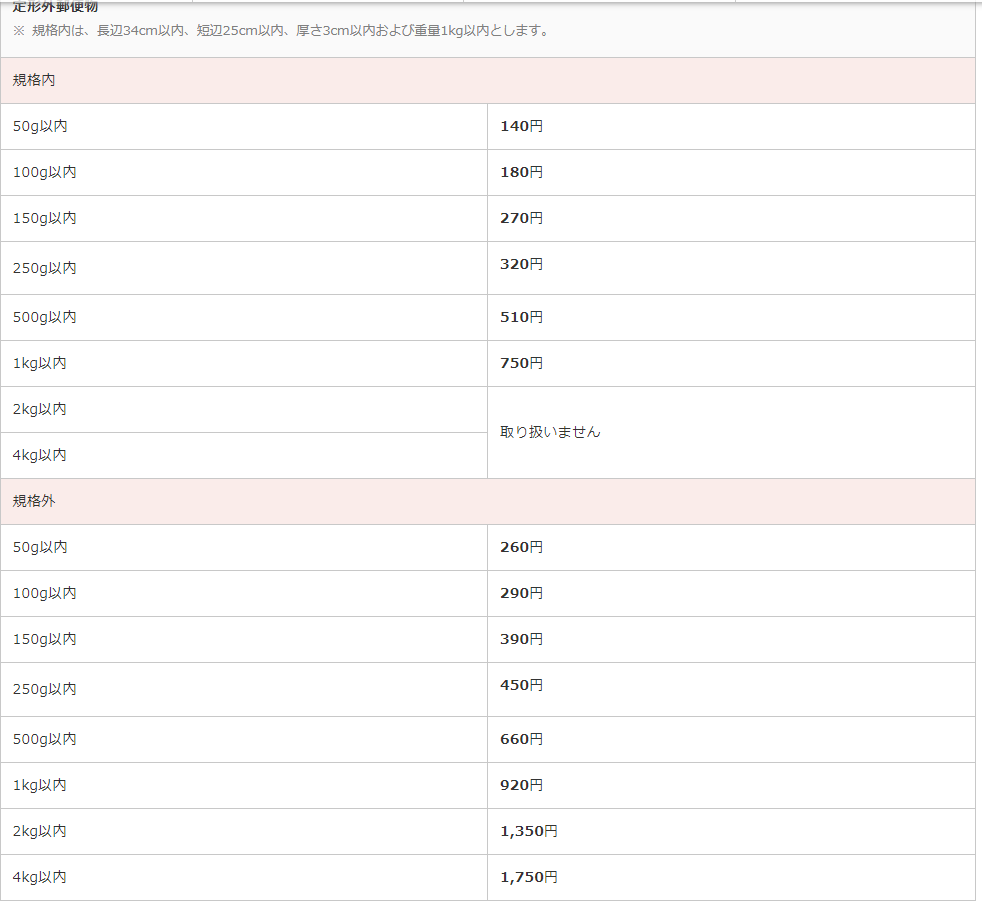 定形外郵便物
※ 規格内は、長辺34cm以内、短辺25cm以内、厚さ3cm以内および重量1kg以内とします。
規格内
50g以内 140円
100g以内 180円
150g以内 270円
250g以内 320円
500g以内 510円
1kg以内 750円
2kg以内
取り扱いません
4kg以内
規格外
50g以内 260円
100g以内 290円
150g以内 390円
250g以内 450円
500g以内 660円
1kg以内 920円
2kg以内 1,350円
4kg以内 1,750円